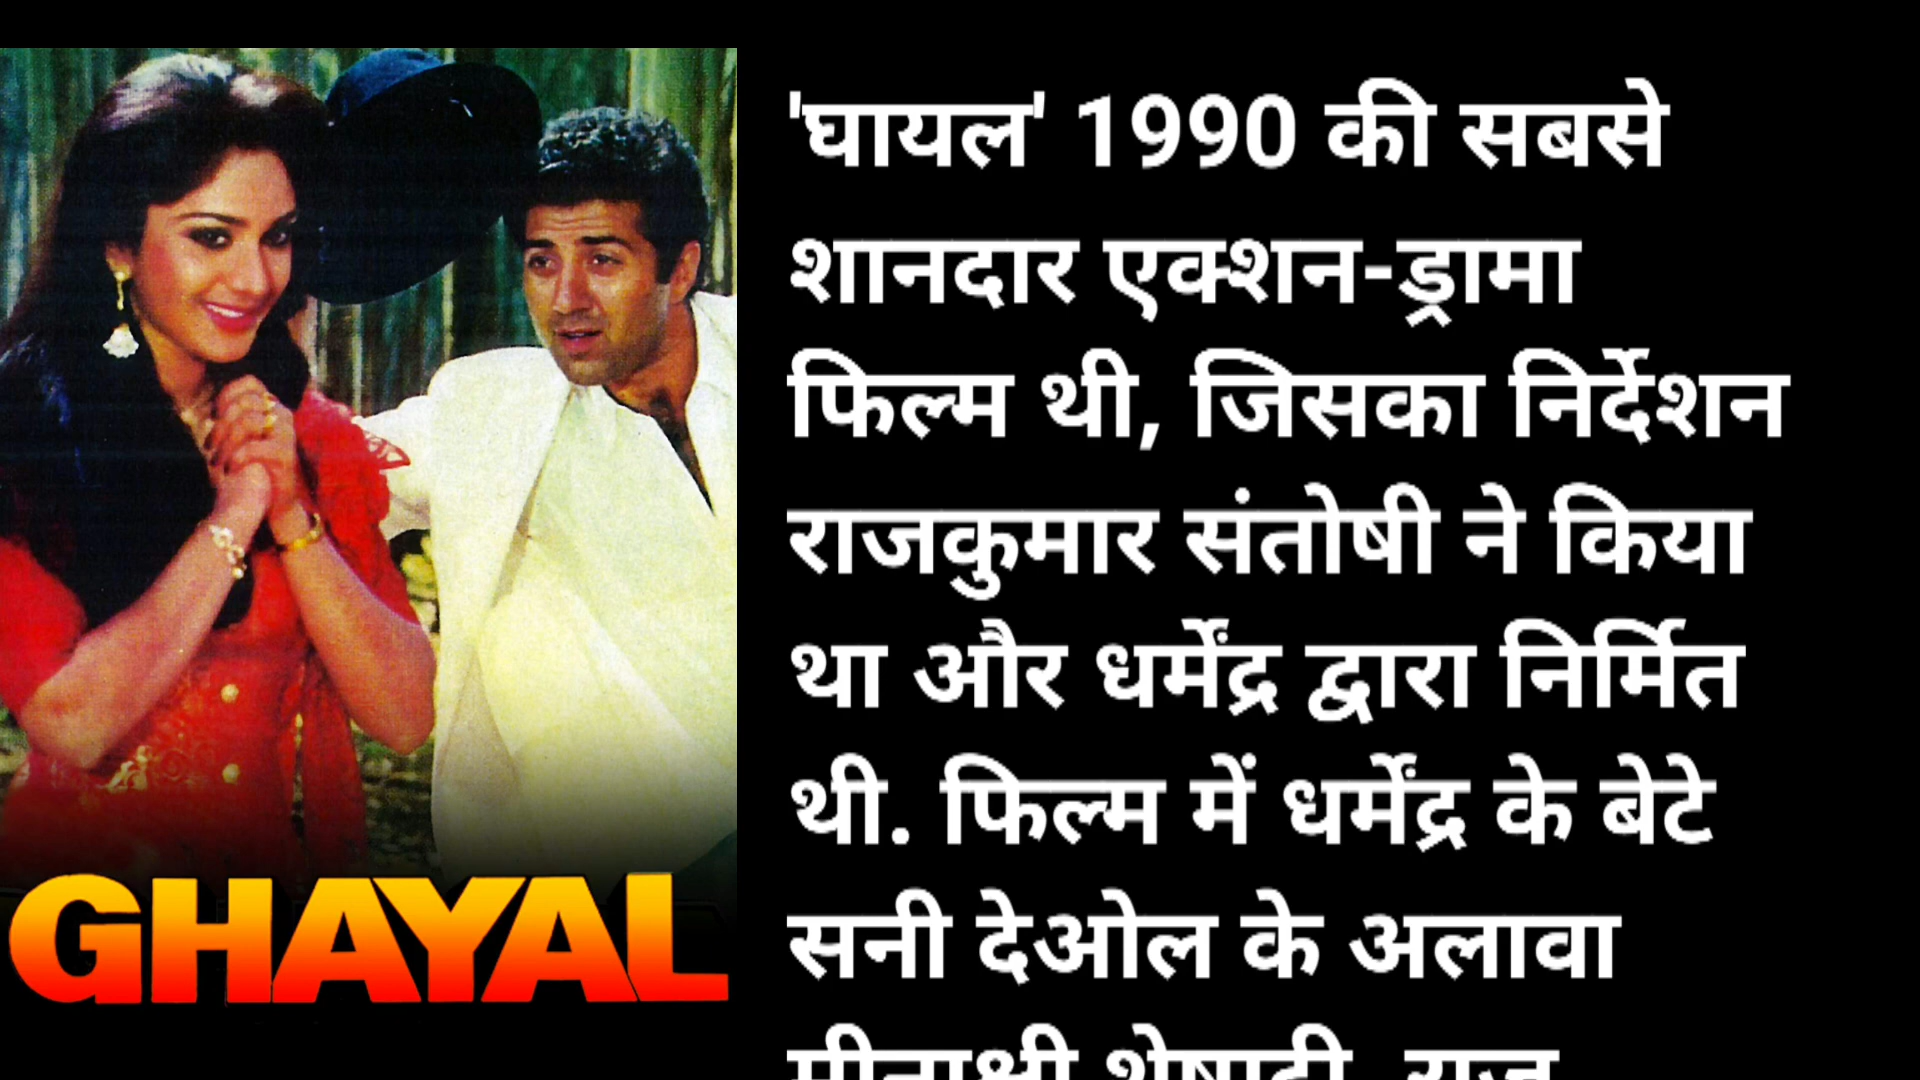 GHAYAL
'घायल' 1990 की सबसे
शानदार एक्शन-ड्रामा
फिल्म थी, जिसका निर्देशन
राजकुमार संतोषी ने किया
था और धर्मेंद्र द्वारा निर्मित
थी. फिल्म में धर्मेंद्र के बेटे
सनी देओल के अलावा